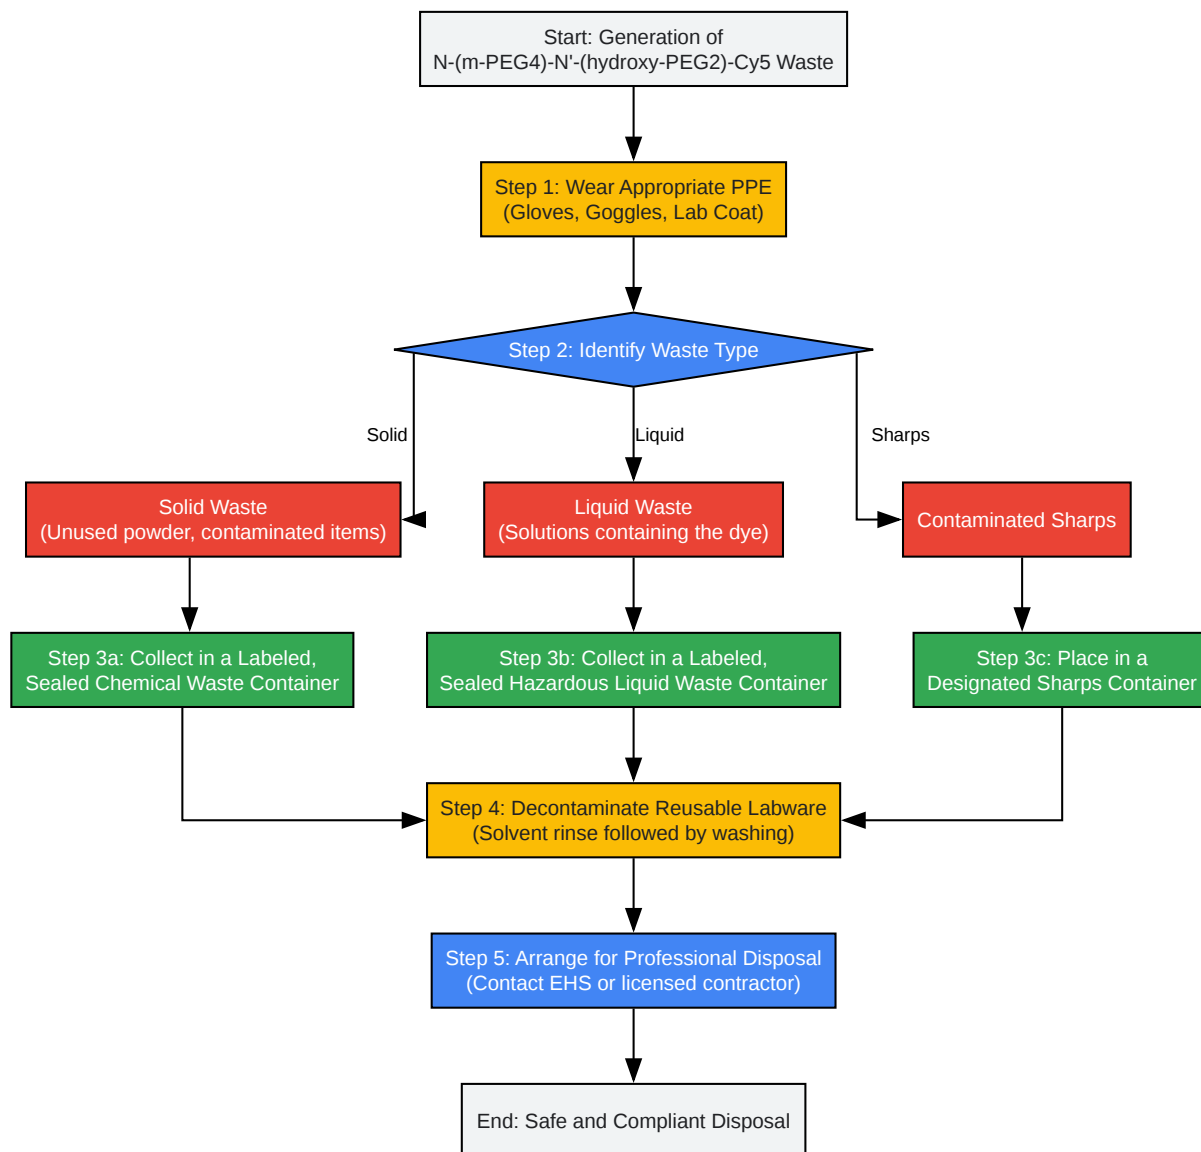 Start: Generation of
N-(m-PEG4)-N'-(hydroxy-PEG2)-Cy5 Waste
Step 1: Wear Appropriate PPE
(Gloves, Goggles, Lab Coat)
Step 2: Identify Waste Type
Solid
Liquid
Sharps
Solid Waste
(Unused powder, contaminated items)
Liquid Waste
(Solutions containing the dye)
Contaminated Sharps
Step 3a: Collect in a Labeled,
Sealed Chemical Waste Container
Step 3b: Collect in a Labeled,
Sealed Hazardous Liquid Waste Container
Step 3c: Place in a
Designated Sharps Container
Step 4: Decontaminate Reusable Labware
(Solvent rinse followed by washing)
Step 5: Arrange for Professional Disposal
(Contact EHS or licensed contractor)
End: Safe and Compliant Disposal